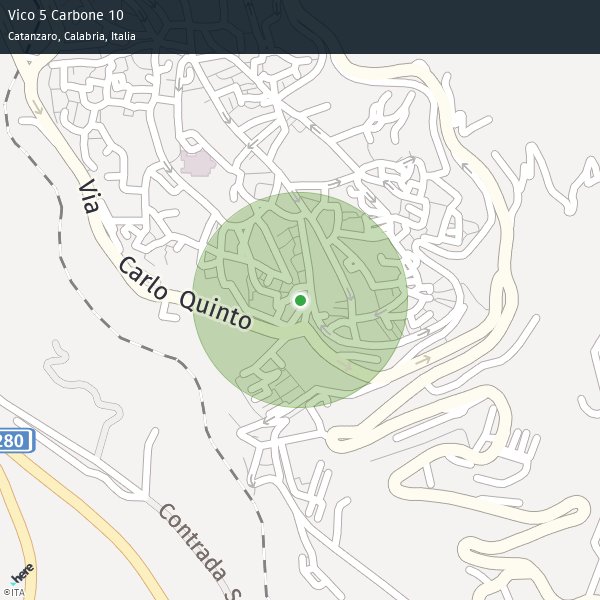 Vico 5 Carbone 10
Catanzaro, Calabria, Italia
Via
Carlo Quinto
280
Contrada S
here
©ITA